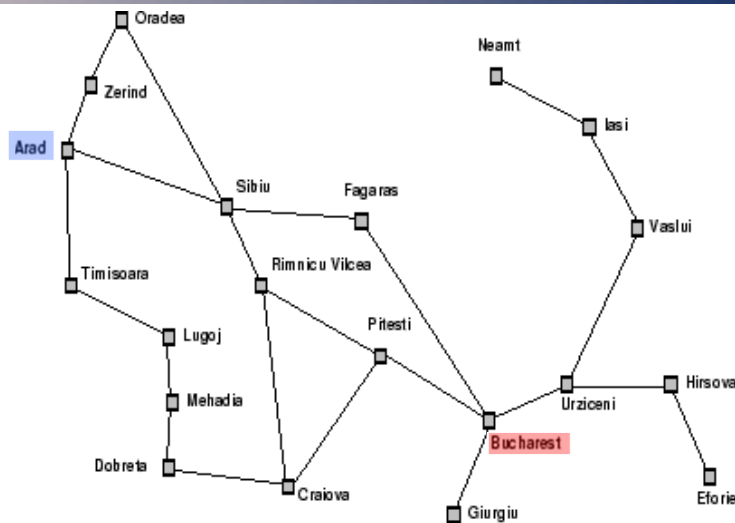 Oradea
Neamt
Zerind
Iasi
Arad
Sibiu
Fagaras
Vaslui
Rimnicu Vilcea
Timisoara
Pitesti
Lugoj
Hirsova
Mehadia
Urziceni
Bucharest
Dobreta
Craiova
Eforie
Giurgiu